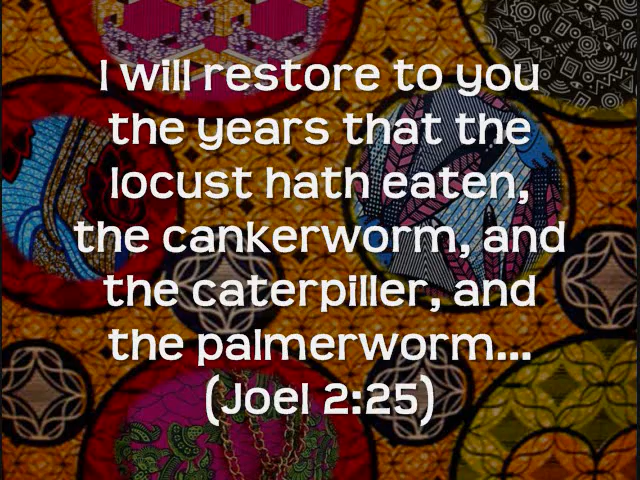 I will restore to you
the years that the
locust hath eaten,
the cankerworm, and
the caterpiller, and
the palmerworm...
(Joel 2:25)